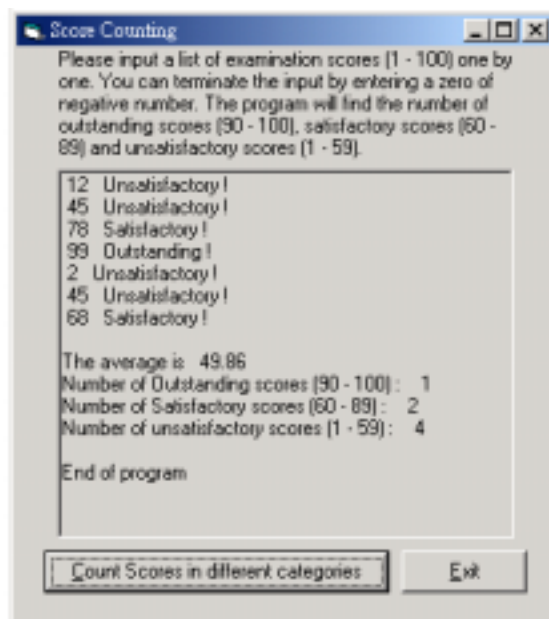 Score Counting
Please input a list of examination scores (1 - 100) one by
one. You can terminate the input by entering a zero of
negative number. The program will find the number of
outstanding scores (90 - 100), satisfactory scores (60 -
89) and unsatisfactory scores (1 - 59).
12 Unsatisfactory !
45 Unsatisfactory !
78 Satisfactory !
99 Outstanding !
2 Unsatisfactory !
45 Unsatisfactory !
68 Satisfactory !
The average is 49.86
Number of Outstanding scores (90 - 100) : 1
Number of Satisfactory scores (60 - 89) : 2
Number of unsatisfactory scores (1 - 59) : 4
End of program
Count Scores in different categories
Exit